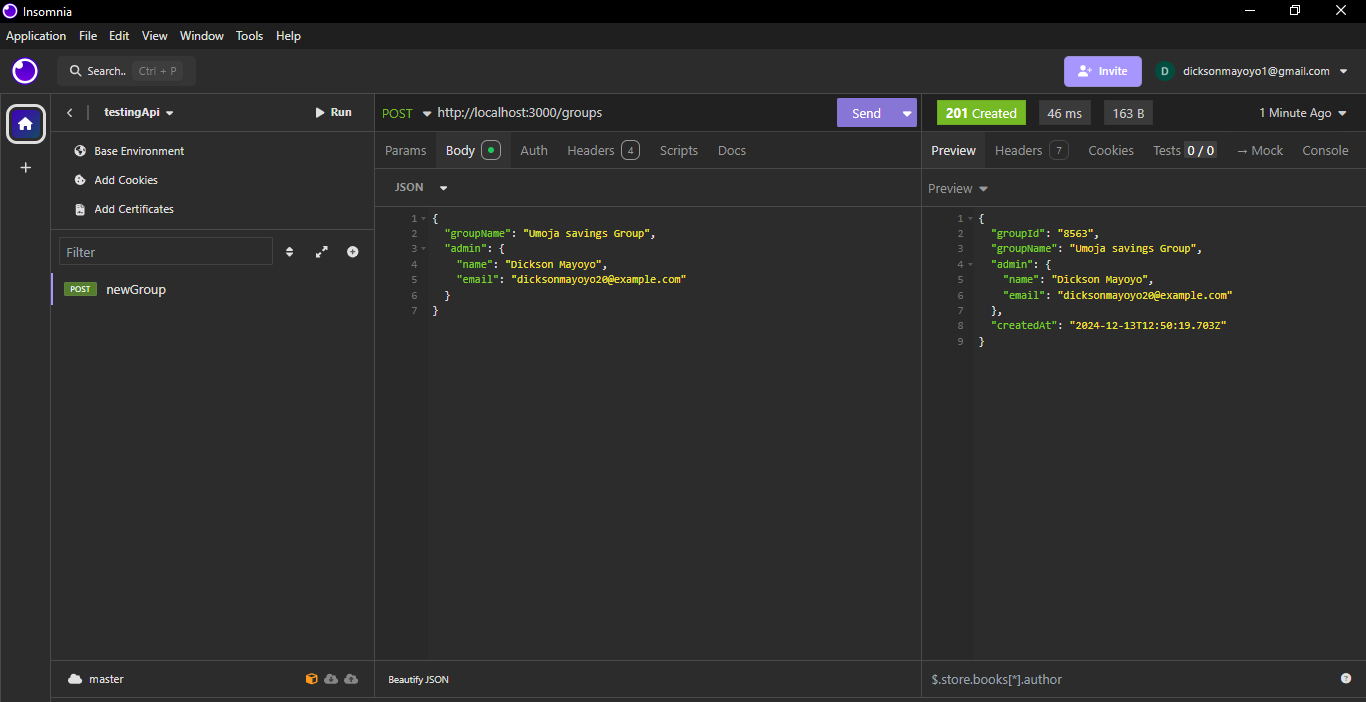 Insomnia
Application File Edit View Window Tools Help
Search.. Ctrl + P
Invite
D dicksonmayoyo1@gmail.com
testingApi
Run
Base Environment
Add Cookies
Add Certificates
Filter
POST newGroup
master
POST http://localhost:3000/groups
Send
Params Body Auth Headers 4 Scripts Docs
JSON
1 {
2 "groupName": "Umoja savings Group",
3 "admin": {
4 "name": "Dickson Mayoyo",
5 "email": "dicksonmayoyo20@example.com"
6 }
7 }
Beautify JSON
201 Created 46 ms 163 B 1 Minute Ago
Preview Headers 7 Cookies Tests 0 / 0 → Mock Console
Preview
1 {
2 "groupId": "8563",
3 "groupName": "Umoja savings Group",
4 "admin": {
5 "name": "Dickson Mayoyo",
6 "email": "dicksonmayoyo20@example.com"
7 },
8 "createdAt": "2024-12-13T12:50:19.703Z"
9 }
$.store.books[*].author